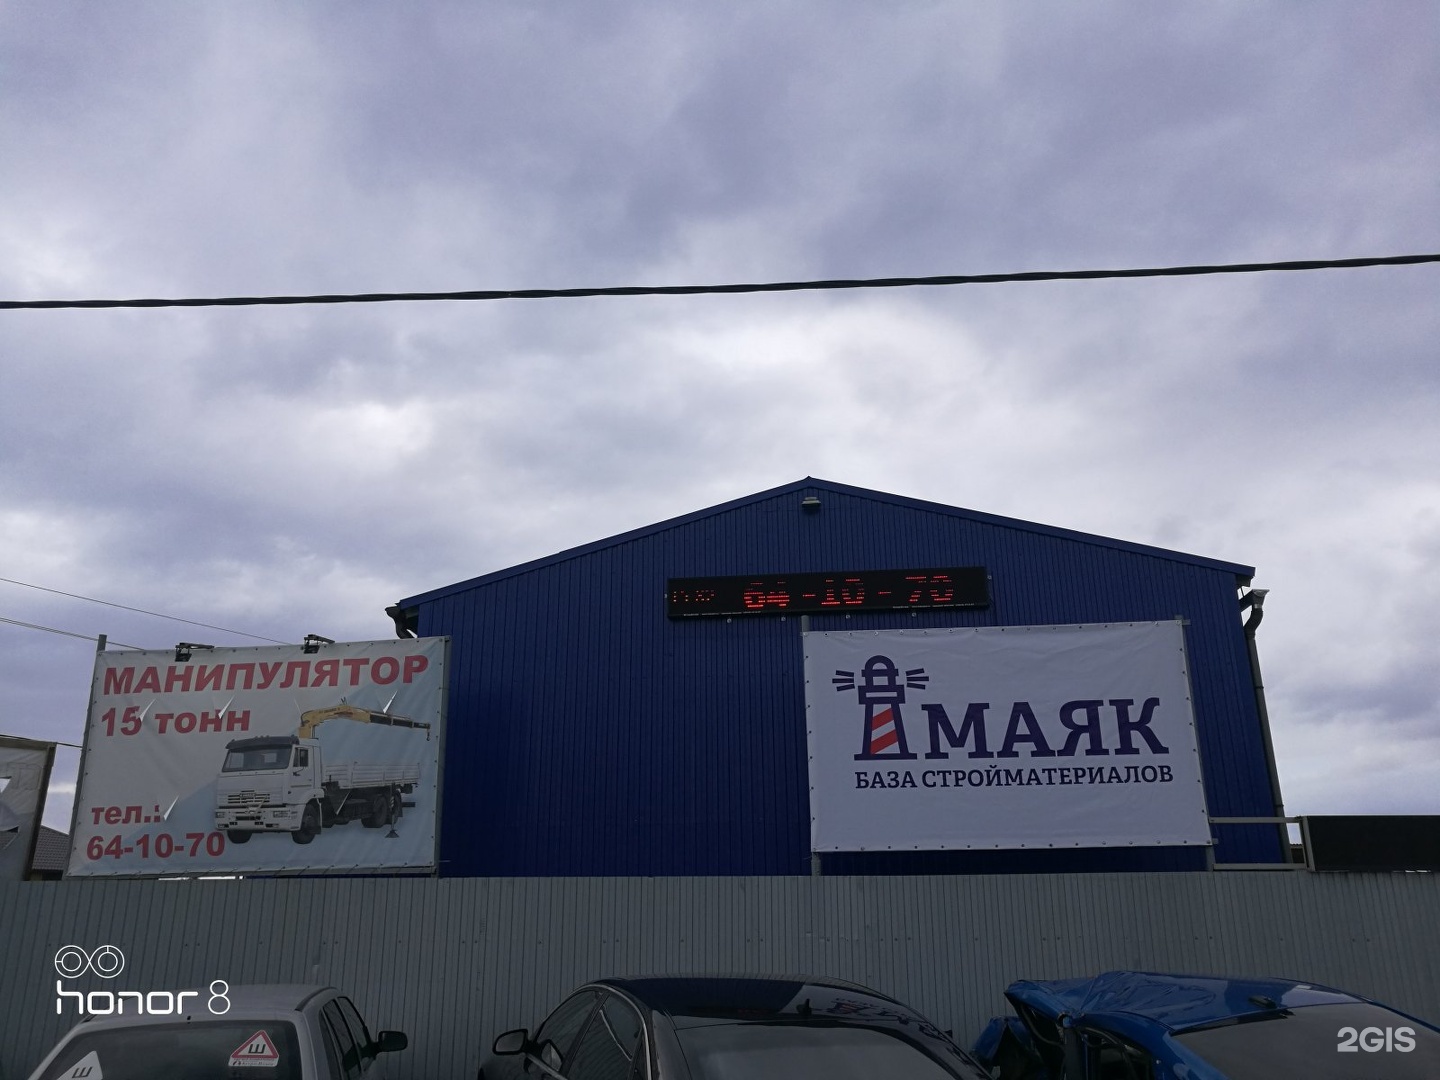 64-10-70
МАНИПУЛЯТОР
15 тонн
тел.:
64-10-70
МАЯК
БАЗА СТРОЙМАТЕРИАЛОВ
Ш
Ш
honor 8
2GIS